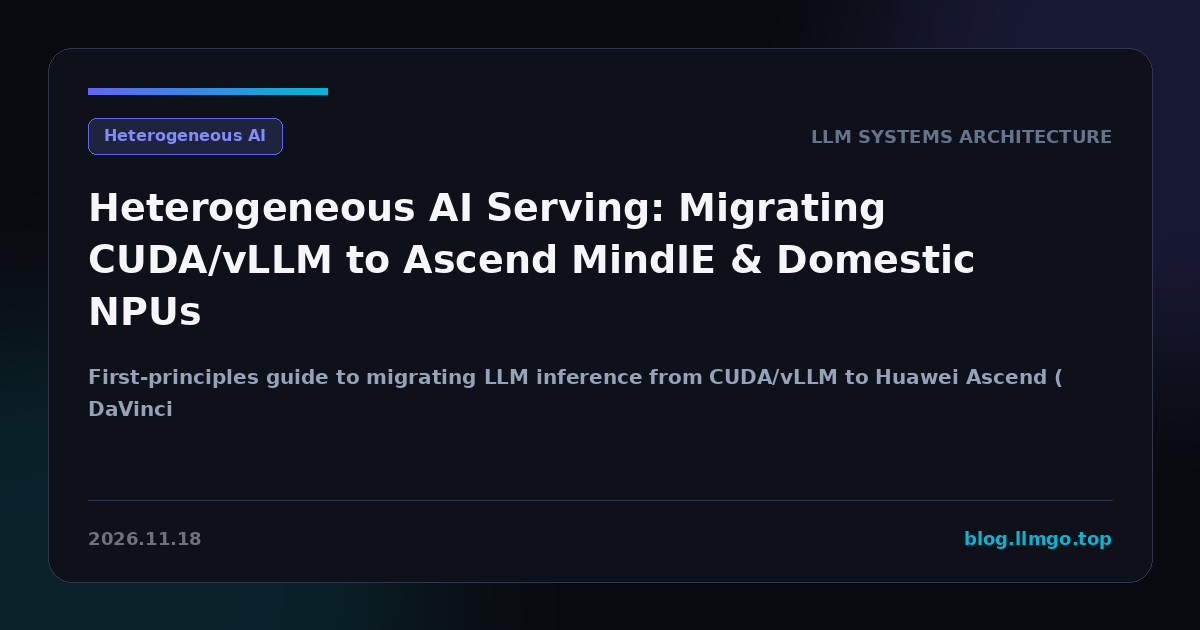 Heterogeneous AI
LLM SYSTEMS ARCHITECTURE
Heterogeneous AI Serving: Migrating
CUDA/vLLM to Ascend MindIE & Domestic
NPUs
First-principles guide to migrating LLM inference from CUDA/vLLM to Huawei Ascend (
DaVinci
2026.11.18
blog.llmgo.top